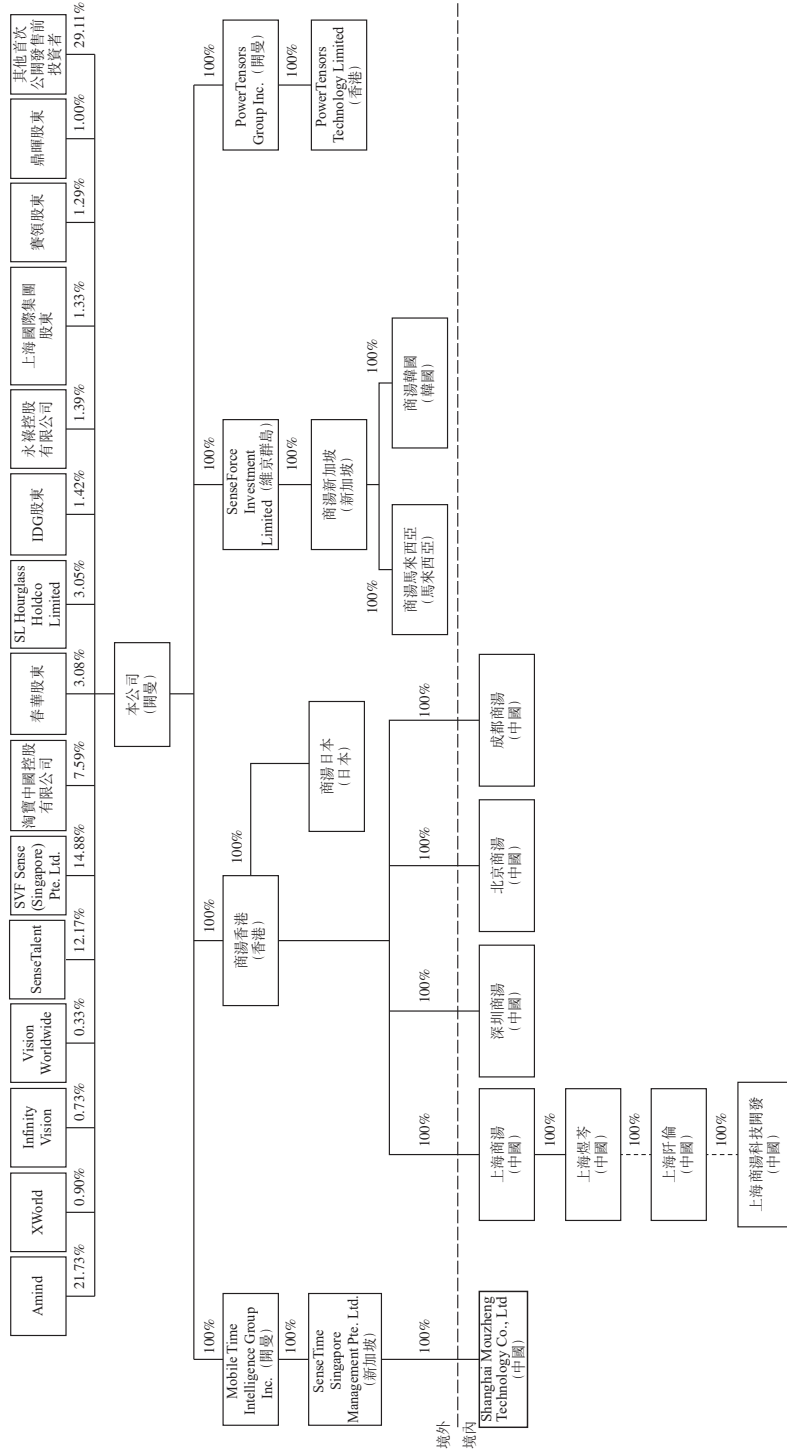 Amind
XWorld
Infinity
Vision
Vision
Worldwide
SenseTalent
SVF Sense
(Singapore)
Pte. Ltd.
淘寶中國控股
有限公司
春華股東
SL Hourglass
Holdco
Limited
IDG股東
永祿控股
有限公司
上海國際集團
股東
賽領股東
鼎暉股東
其他首次
公開發售前
投資者
21.73%
0.90%
0.73%
0.33%
12.17%
14.88%
7.59%
3.08%
3.05%
1.42%
1.39%
1.33%
1.29%
1.00%
29.11%
本公司
(開曼)
100%
100%
100%
100%
Mobile Time
Intelligence Group
Inc.(開曼)
商湯香港
(香港)
SenseForce
Investment
Limited(維京群島)
PowerTensors
Group Inc.(開曼)
100%
100%
100%
100%
SenseTime
Singapore
Management Pte. Ltd.
(新加坡)
商湯日本
(日本)
商湯新加坡
(新加坡)
PowerTensors
Technology Limited
(香港)
100%
100%
商湯馬來西亞
(馬來西亞)
商湯韓國
(韓國)
100%
100%
100%
100%
100%
境外
境內
Shanghai Mouzheng
Technology Co., Ltd
(中國)
上海商湯
(中國)
深圳商湯
(中國)
北京商湯
(中國)
成都商湯
(中國)
100%
上海煜芩
(中國)
100%
上海阡倫
(中國)
100%
上海商湯科技開發
(中國)